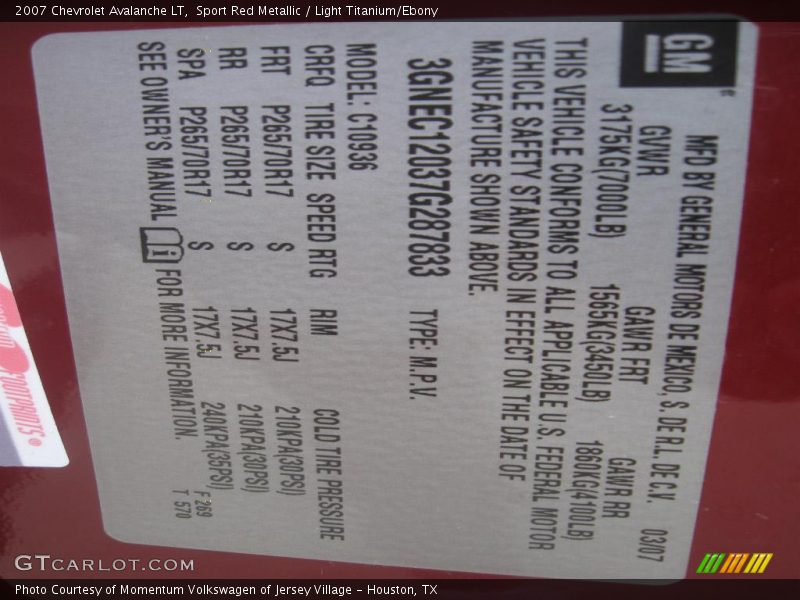 2007 Chevrolet Avalanche LT,  Sport Red Metallic / Light Titanium/Ebony
GM
MFD BY GENERAL MOTORS DE MEXICO, S. DE R.L. DE C.V.  03/07
GVWR  GAWR FRT  GAWR RR
3175KG(7000LB)  1565KG(3450LB)  1860KG(4100LB)
THIS VEHICLE CONFORMS TO ALL APPLICABLE U.S. FEDERAL MOTOR
VEHICLE SAFETY STANDARDS IN EFFECT ON THE DATE OF
MANUFACTURE SHOWN ABOVE.
3GNEC12037G287833  TYPE: M.P.V.
MODEL: C10936
CRFQ  TIRE SIZE  SPEED RTG  RIM  COLD TIRE PRESSURE
FRT  P265/70R17  S  17X7.5J  210KPA(30PSI)
RR  P265/70R17  S  17X7.5J  210KPA(30PSI)
SPA  P265/70R17  S  17X7.5J  240KPA(35PSI)
SEE OWNER'S MANUAL  FOR MORE INFORMATION.
F 269
T 570
GTCARLOT.COM
Photo Courtesy of Momentum Volkswagen of Jersey Village - Houston, TX